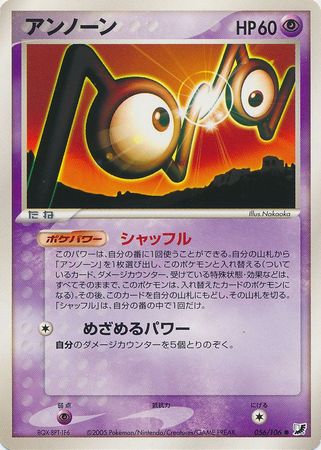 アンノーン HP60
たね
Illus.Nakaoka
ポケパワー シャッフル
このパワーは、自分の番に1回使うことができる。自分の山札から
「アンノーン」を1枚選び出し、このポケモンと入れ替える(ついて
いるカード、ダメージカウンター、受けている特殊状態・効果などは、
すべてそのままで、このポケモンは、入れ替えたカードのポケモンに
なる)。その後、このカードを自分の山札にもどし、その山札を切る。
「シャッフル」は、自分の番の中で1回だけ。
めざめるパワー
自分のダメージカウンターを5個とりのぞく。
弱点 抵抗力 にげる
BQX-8PT-1F6 ©2005 Pokémon/Nintendo/Creatures/GAME FREAK. 056/106